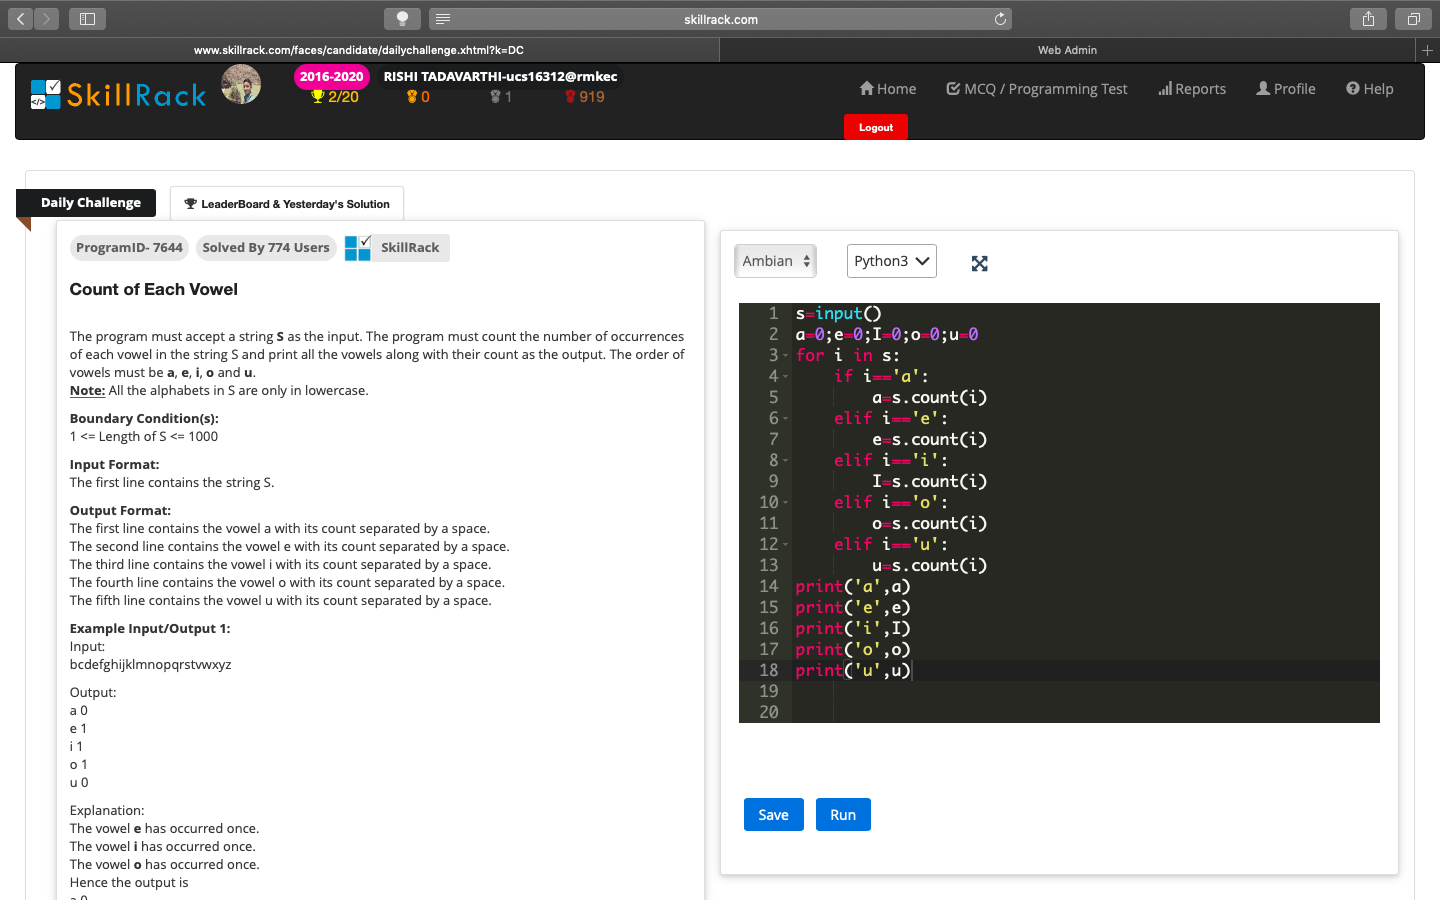 skillrack.com
www.skillrack.com/faces/candidate/dailychallenge.xhtml?k=DC
Web Admin
+
SkillRack
2016-2020
RISHI TADAVARTHI-ucs16312@rmkec
2/20
0
1
919
Home
MCQ / Programming Test
Reports
Profile
Help
Logout
Daily Challenge
LeaderBoard & Yesterday's Solution
ProgramID- 7644
Solved By 774 Users
SkillRack
Count of Each Vowel
The program must accept a string S as the input. The program must count the number of occurrences
of each vowel in the string S and print all the vowels along with their count as the output. The order of
vowels must be a, e, i, o and u.
Note: All the alphabets in S are only in lowercase.
Boundary Condition(s):
1 <= Length of S <= 1000
Input Format:
The first line contains the string S.
Output Format:
The first line contains the vowel a with its count separated by a space.
The second line contains the vowel e with its count separated by a space.
The third line contains the vowel i with its count separated by a space.
The fourth line contains the vowel o with its count separated by a space.
The fifth line contains the vowel u with its count separated by a space.
Example Input/Output 1:
Input:
bcdefghijklmnopqrstvwxyz
Output:
a 0
e 1
i 1
o 1
u 0
Explanation:
The vowel e has occurred once.
The vowel i has occurred once.
The vowel o has occurred once.
Hence the output is
a 0
Ambian
Python3
1 s=input()
2 a=0;e=0;I=0;o=0;u=0
3 for i in s:
4 if i=='a':
5 a=s.count(i)
6 elif i=='e':
7 e=s.count(i)
8 elif i=='i':
9 I=s.count(i)
10 elif i=='o':
11 o=s.count(i)
12 elif i=='u':
13 u=s.count(i)
14 print('a',a)
15 print('e',e)
16 print('i',I)
17 print('o',o)
18 print('u',u)
19
20
Save
Run